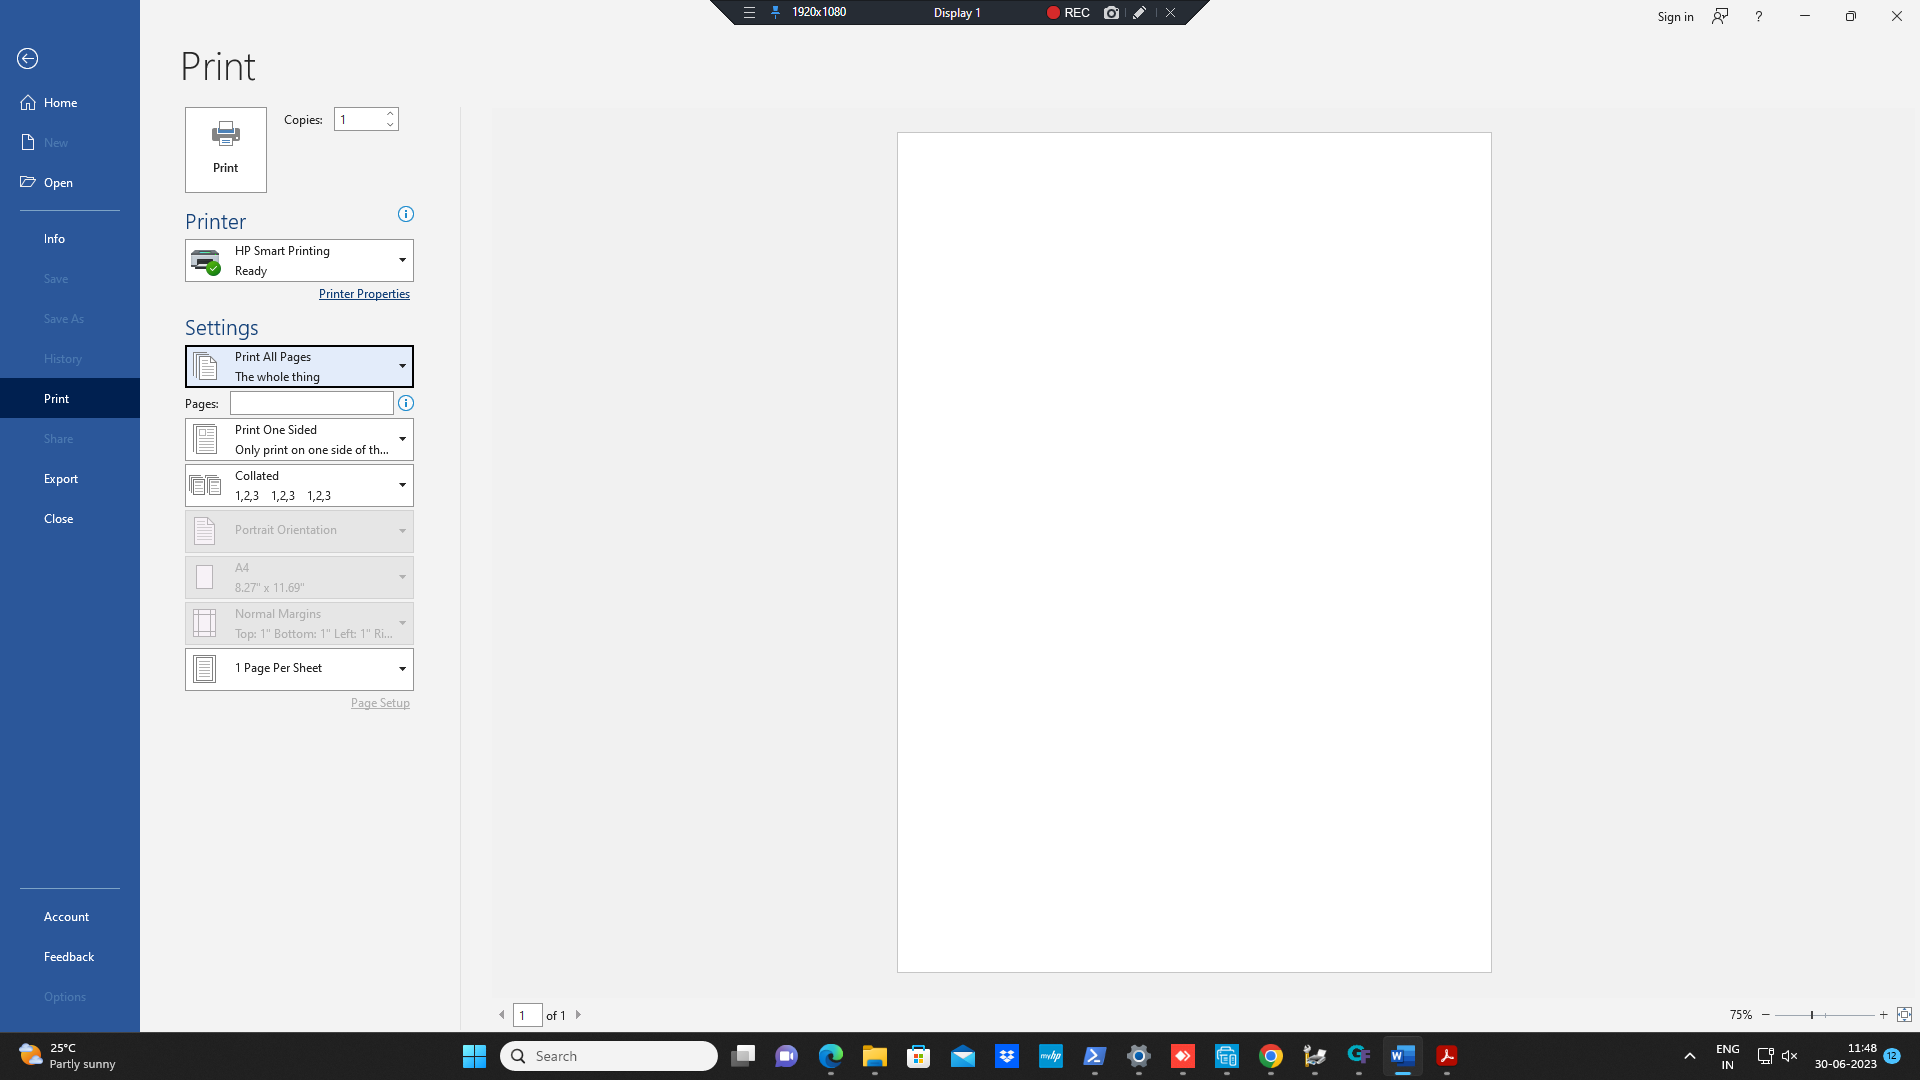 1920x1080 Display 1 REC
Sign in ?
Print
Home
New
Open
Info
Save
Save As
History
Print
Share
Export
Close
Account
Feedback
Options
Print
Copies: 1
Printer
HP Smart Printing
Ready
Printer Properties
Settings
Print All Pages
The whole thing
Pages:
Print One Sided
Only print on one side of th...
Collated
1,2,3 1,2,3 1,2,3
Portrait Orientation
A4
8.27" x 11.69"
Normal Margins
Top: 1" Bottom: 1" Left: 1" Ri...
1 Page Per Sheet
Page Setup
1 of 1
75%
25°C
Partly sunny
Search
myhp
W
ENG
IN
11:48
30-06-2023
12